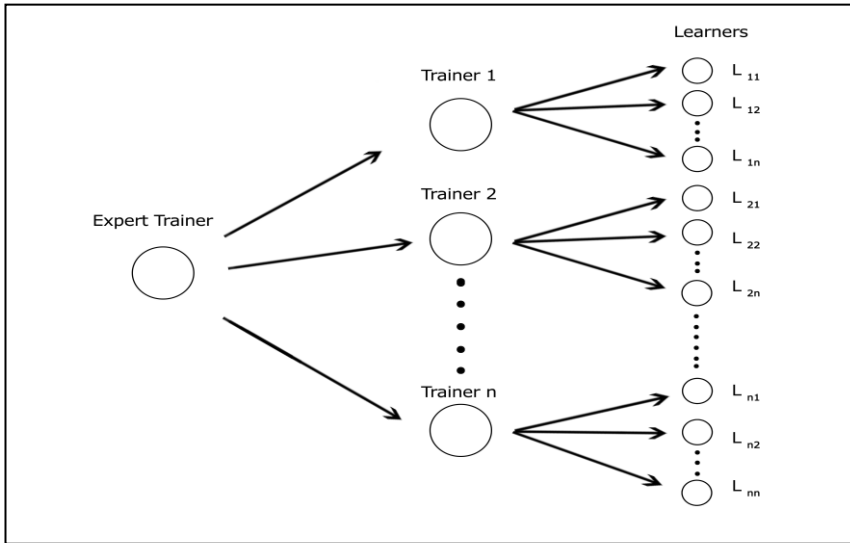 Learners
Trainer 1
L 11
L 12
L 1n
Expert Trainer
Trainer 2
L 21
L 22
L 2n
Trainer n
L n1
L n2
L nn